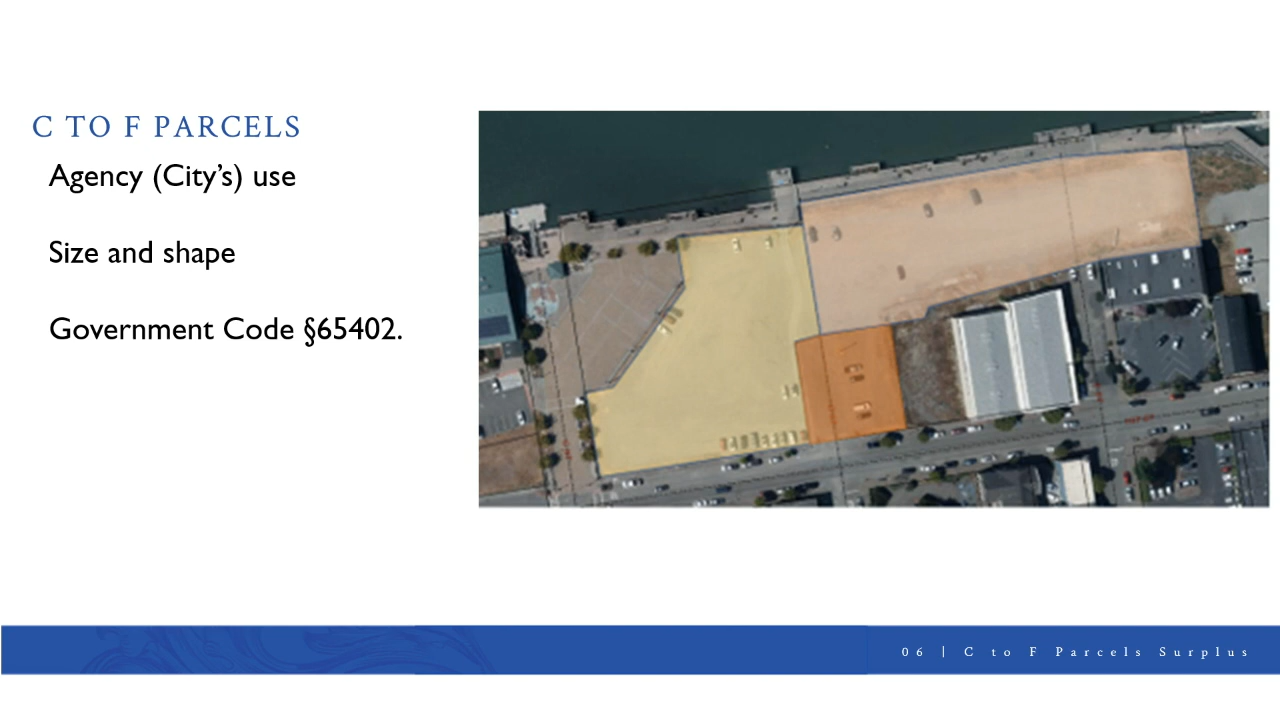 C TO F PARCELS
Agency (City’s) use
Size and shape
Government Code §65402.
06 | C to F Parcels Surplus